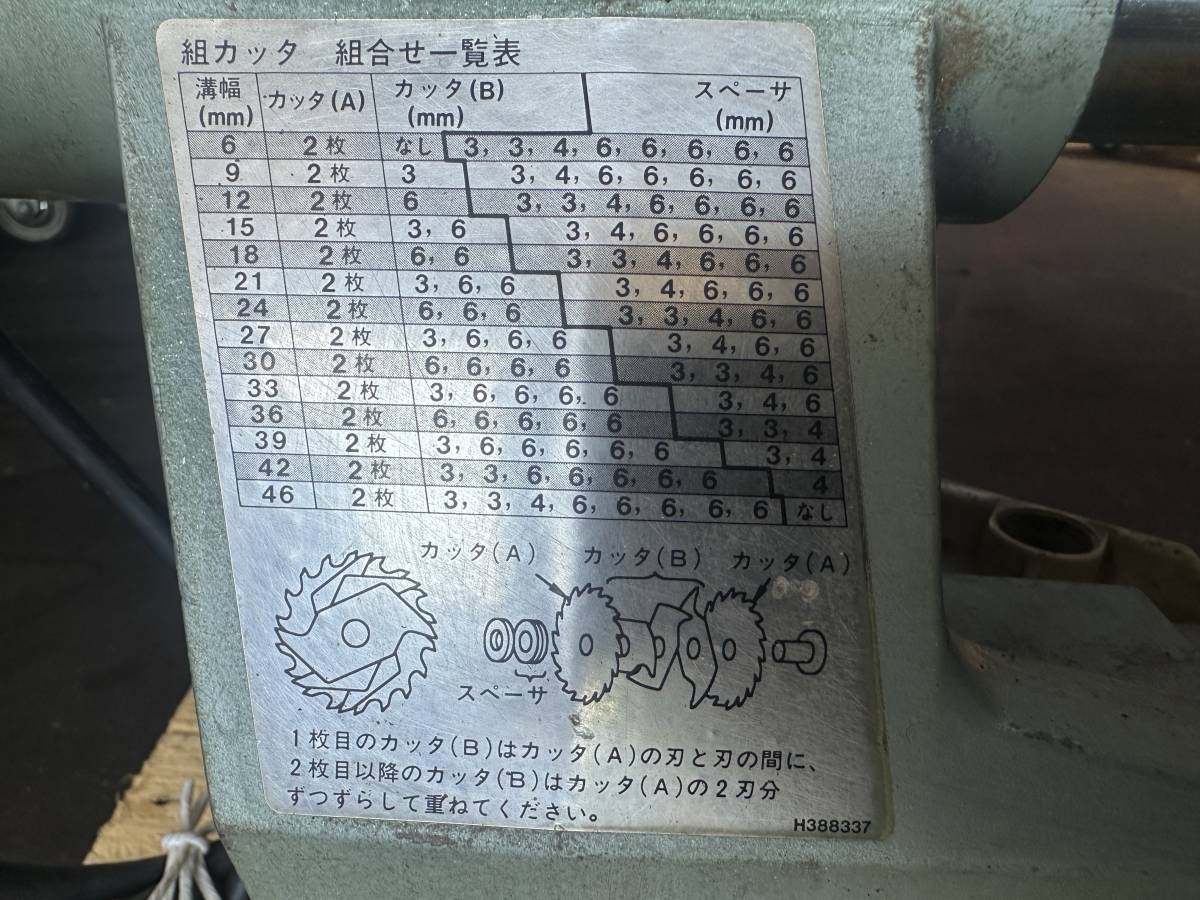 組カッタ 組合せ一覧表
溝幅(mm) カッタ(A) カッタ(B)(mm) スペーサ(mm)
6 2枚 なし 3, 3, 4, 6, 6, 6, 6, 6
9 2枚 3 3, 4, 6, 6, 6, 6, 6
12 2枚 6 3, 3, 4, 6, 6, 6, 6
15 2枚 3, 6 3, 4, 6, 6, 6, 6
18 2枚 6, 6 3, 3, 4, 6, 6, 6
21 2枚 3, 6, 6 3, 4, 6, 6, 6
24 2枚 6, 6, 6 3, 3, 4, 6, 6
27 2枚 3, 6, 6, 6 3, 4, 6, 6
30 2枚 6, 6, 6, 6 3, 3, 4, 6
33 2枚 3, 6, 6, 6, 6 3, 4, 6
36 2枚 6, 6, 6, 6, 6 3, 3, 4
39 2枚 3, 6, 6, 6, 6, 6 3, 4
42 2枚 3, 3, 6, 6, 6, 6, 6 4
46 2枚 3, 3, 4, 6, 6, 6, 6, 6 なし
カッタ(A) カッタ(B) カッタ(A)
スペーサ
1枚目のカッタ(B)はカッタ(A)の刃と刃の間に、
2枚目以降のカッタ(B)はカッタ(A)の2刃分
ずつずらして重ねてください。
H388337